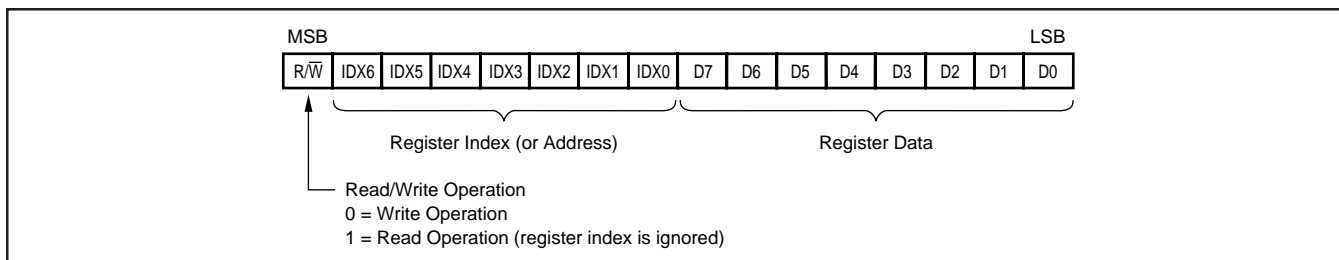 MSB LSB
R/W̅ IDX6 IDX5 IDX4 IDX3 IDX2 IDX1 IDX0 D7 D6 D5 D4 D3 D2 D1 D0
Register Index (or Address) Register Data
Read/Write Operation
0 = Write Operation
1 = Read Operation (register index is ignored)